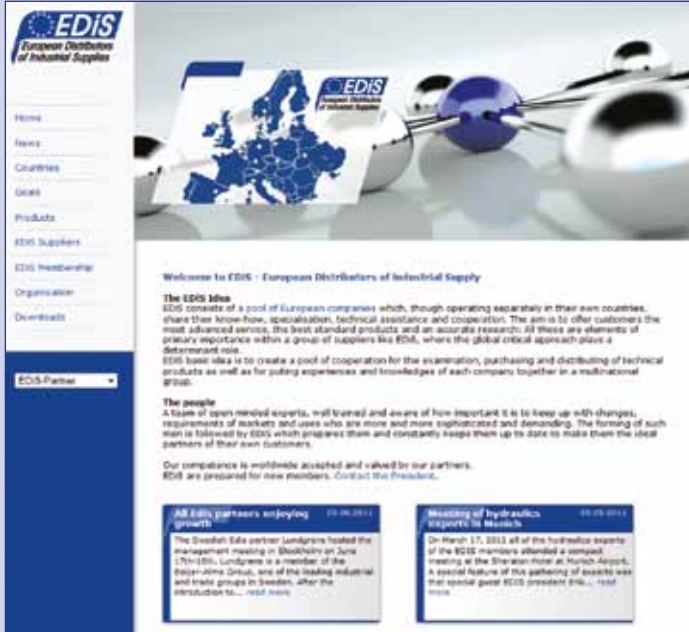 EDiS
European Distributors
of Industrial Supplies
EDiS
European Distributors
of Industrial Supplies
Home
News
Countries
Goals
Products
EDIS Suppliers
EDIS Membership
Organisation
Downloads
EDiS-Partner
Welcome to EDiS - European Distributors of Industrial Supply
The EDiS Idea
EDiS consists of a pool of European companies which, though operating separately in their own countries,
share their know-how, specialisation, technical assistance and cooperation. The aim is to offer customers the
most advanced service, the best standard products and an accurate research: All these are elements of
primary importance within a group of suppliers like EDiS, where the global critical approach plays a
determinant role.
EDiS basic idea is to create a pool of cooperation for the examination, purchasing and distributing of technical
products as well as for puting experiences and knowledges of each company together in a multinational
group.
The people
A team of open minded experts, well trained and aware of how important it is to keep up with changes,
requirements of markets and uses who are more and more sophisticated and demanding. The forming of such
men is followed by EDIS which prepares them and constantly keeps them up to date to make them the ideal
partners of their own customers.
Our competance is worldwide accepted and valued by our partners.
EDiS are prepared for new members. Contact the President.
All Edis partners enjoying
growth
The Swedish Edis partner Lundgrens hosted the
management meeting in Stockholm on June
17th-18th. Lundgrens is a member of the
Beijer-Alma Group, one of the leading industrial
and trade groups in Sweden. After the
introduction to... read more
Meeting of hydraulics
experts in Munich
On March 17, 2011 all of the hydraulics experts
of the EDIS members attended a compact
meeting at the Sheraton Hotel at Munich Airport.
A special feature of this gathering of experts was
that special guest EDIS president read
more